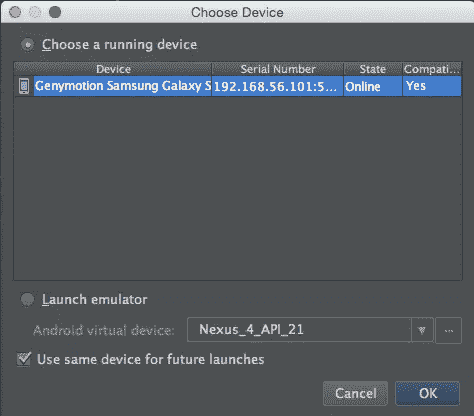 Choose Device
Choose a running device
Device Serial Number State Compati...
Genymotion Samsung Galaxy S 192.168.56.101:5... Online Yes
Launch emulator
Android virtual device: Nexus_4_API_21 ...
Use same device for future launches
Cancel OK